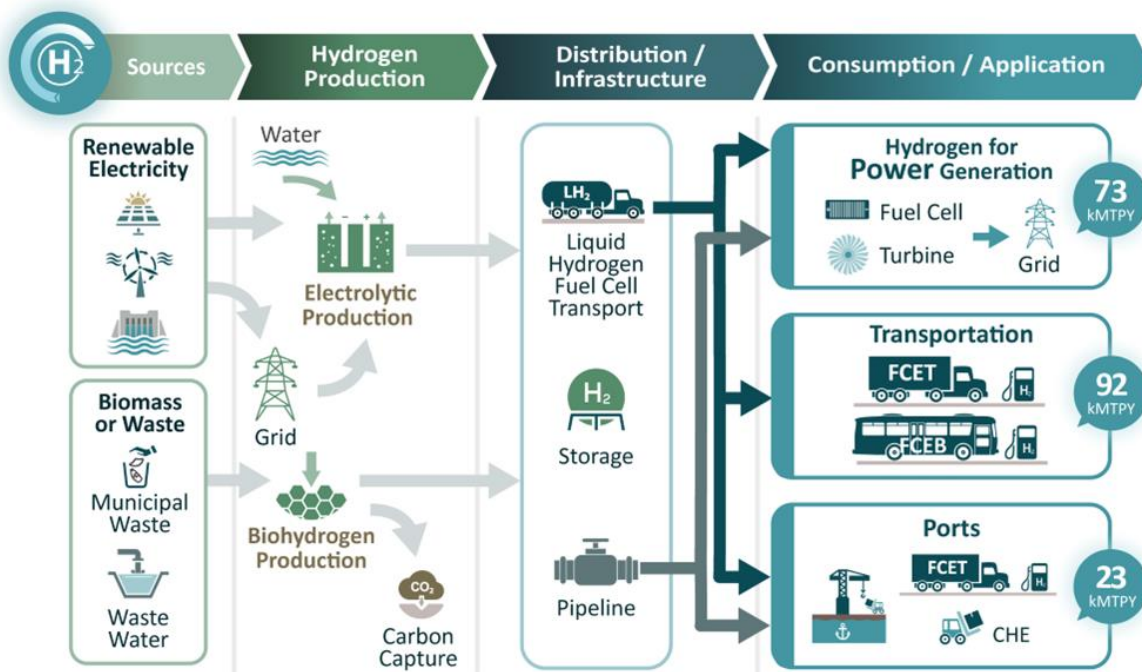 H2
Sources
Hydrogen
Production
Distribution /
Infrastructure
Consumption / Application
Renewable
Electricity
Biomass
or Waste
Municipal
Waste
Waste
Water
Water
- +
Electrolytic
Production
Grid
Biohydrogen
Production
CO₂
Carbon
Capture
LH₂
Liquid
Hydrogen
Fuel Cell
Transport
H₂
Storage
Pipeline
Hydrogen for
Power Generation
Fuel Cell
Turbine
Grid
73
kMTPY
Transportation
FCET
H₂
FCEB
H₂
92
kMTPY
Ports
FCET
H₂
CHE
23
kMTPY